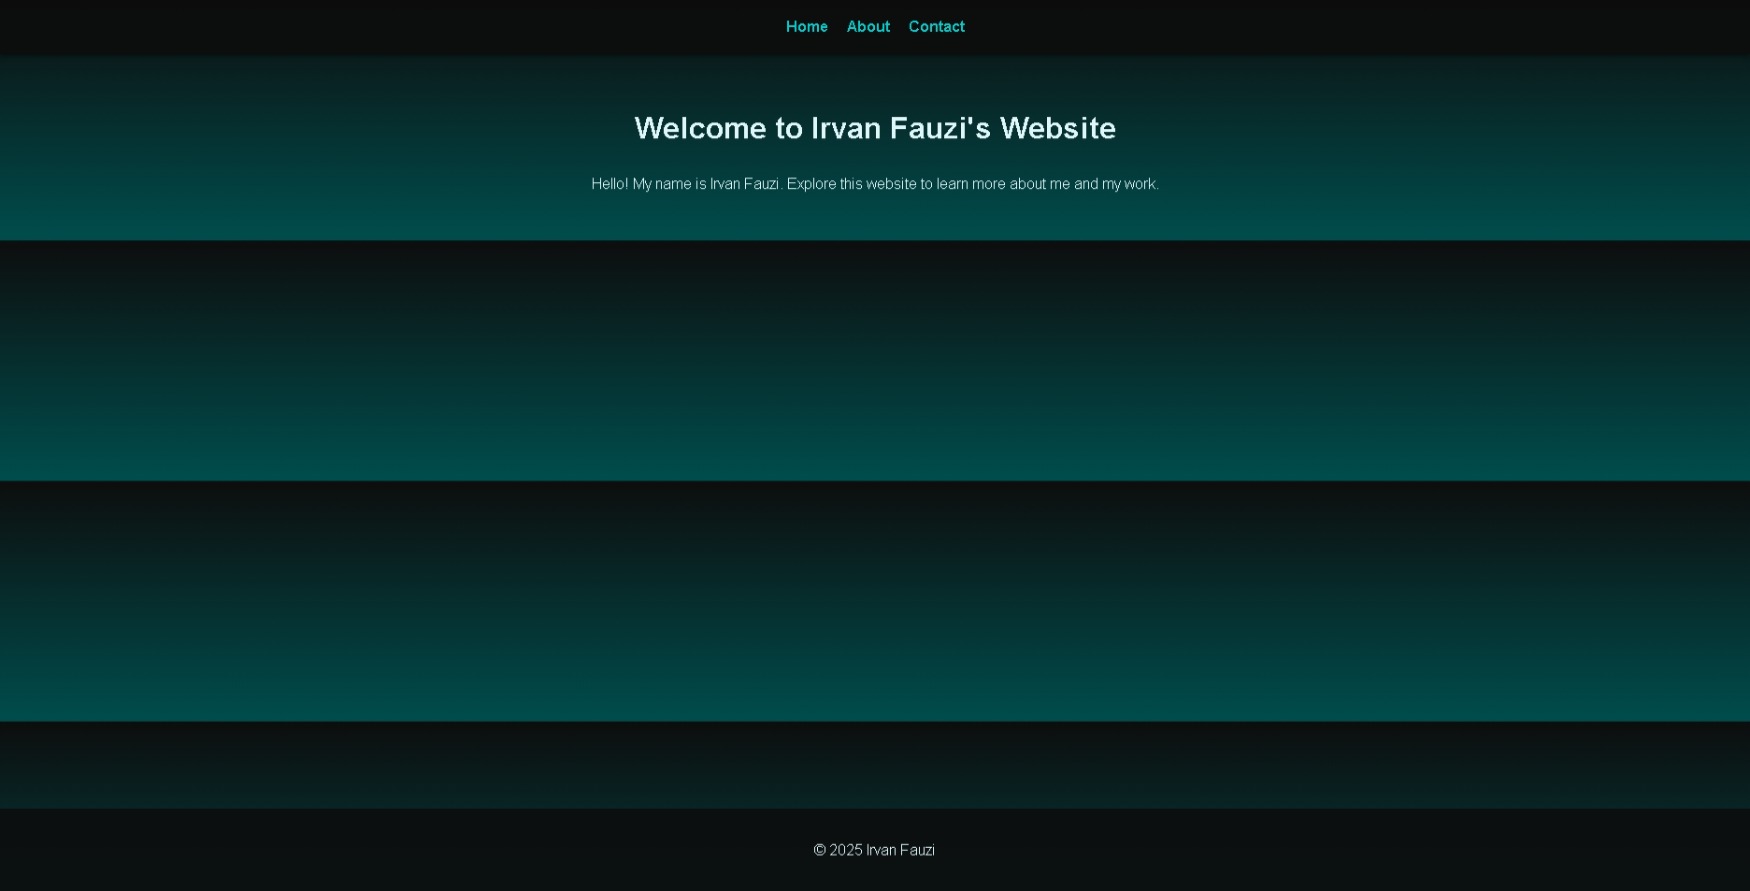 Home About Contact
Welcome to Irvan Fauzi's Website
Hello! My name is Irvan Fauzi. Explore this website to learn more about me and my work.
© 2025 Irvan Fauzi